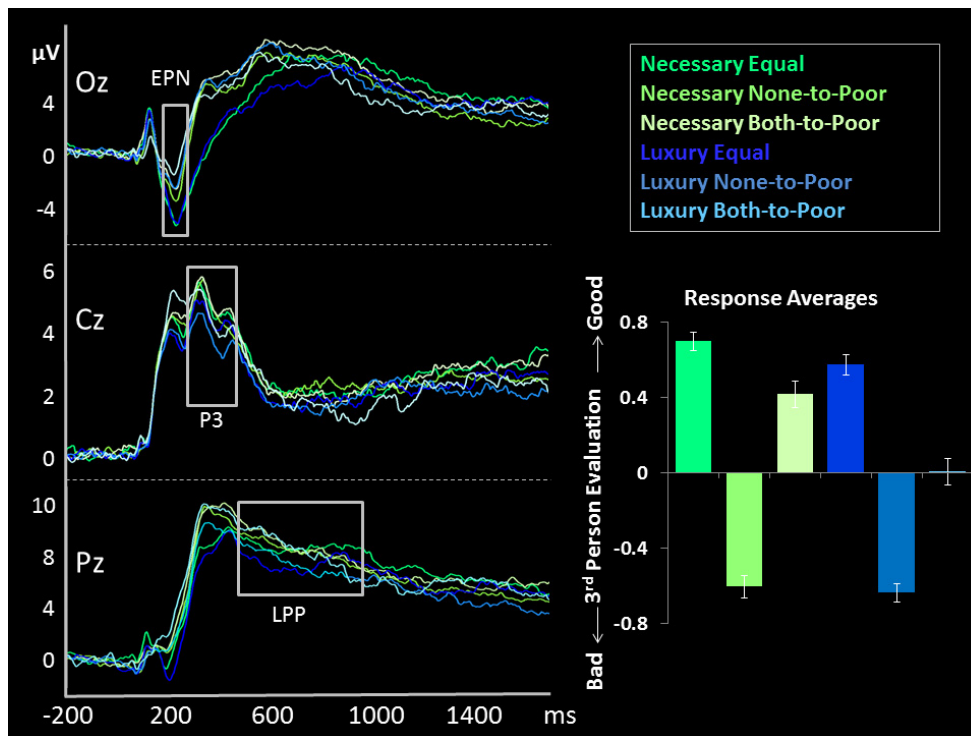 μV
Oz
EPN
4
0
-4
6
Cz
4
2
P3
0
10
Pz
8
4
LPP
0
-200
200
600
1000
1400
ms
Necessary Equal
Necessary None-to-Poor
Necessary Both-to-Poor
Luxury Equal
Luxury None-to-Poor
Luxury Both-to-Poor
Response Averages
Bad
3rd Person Evaluation
Good
0.8
0.4
0
-0.4
-0.8